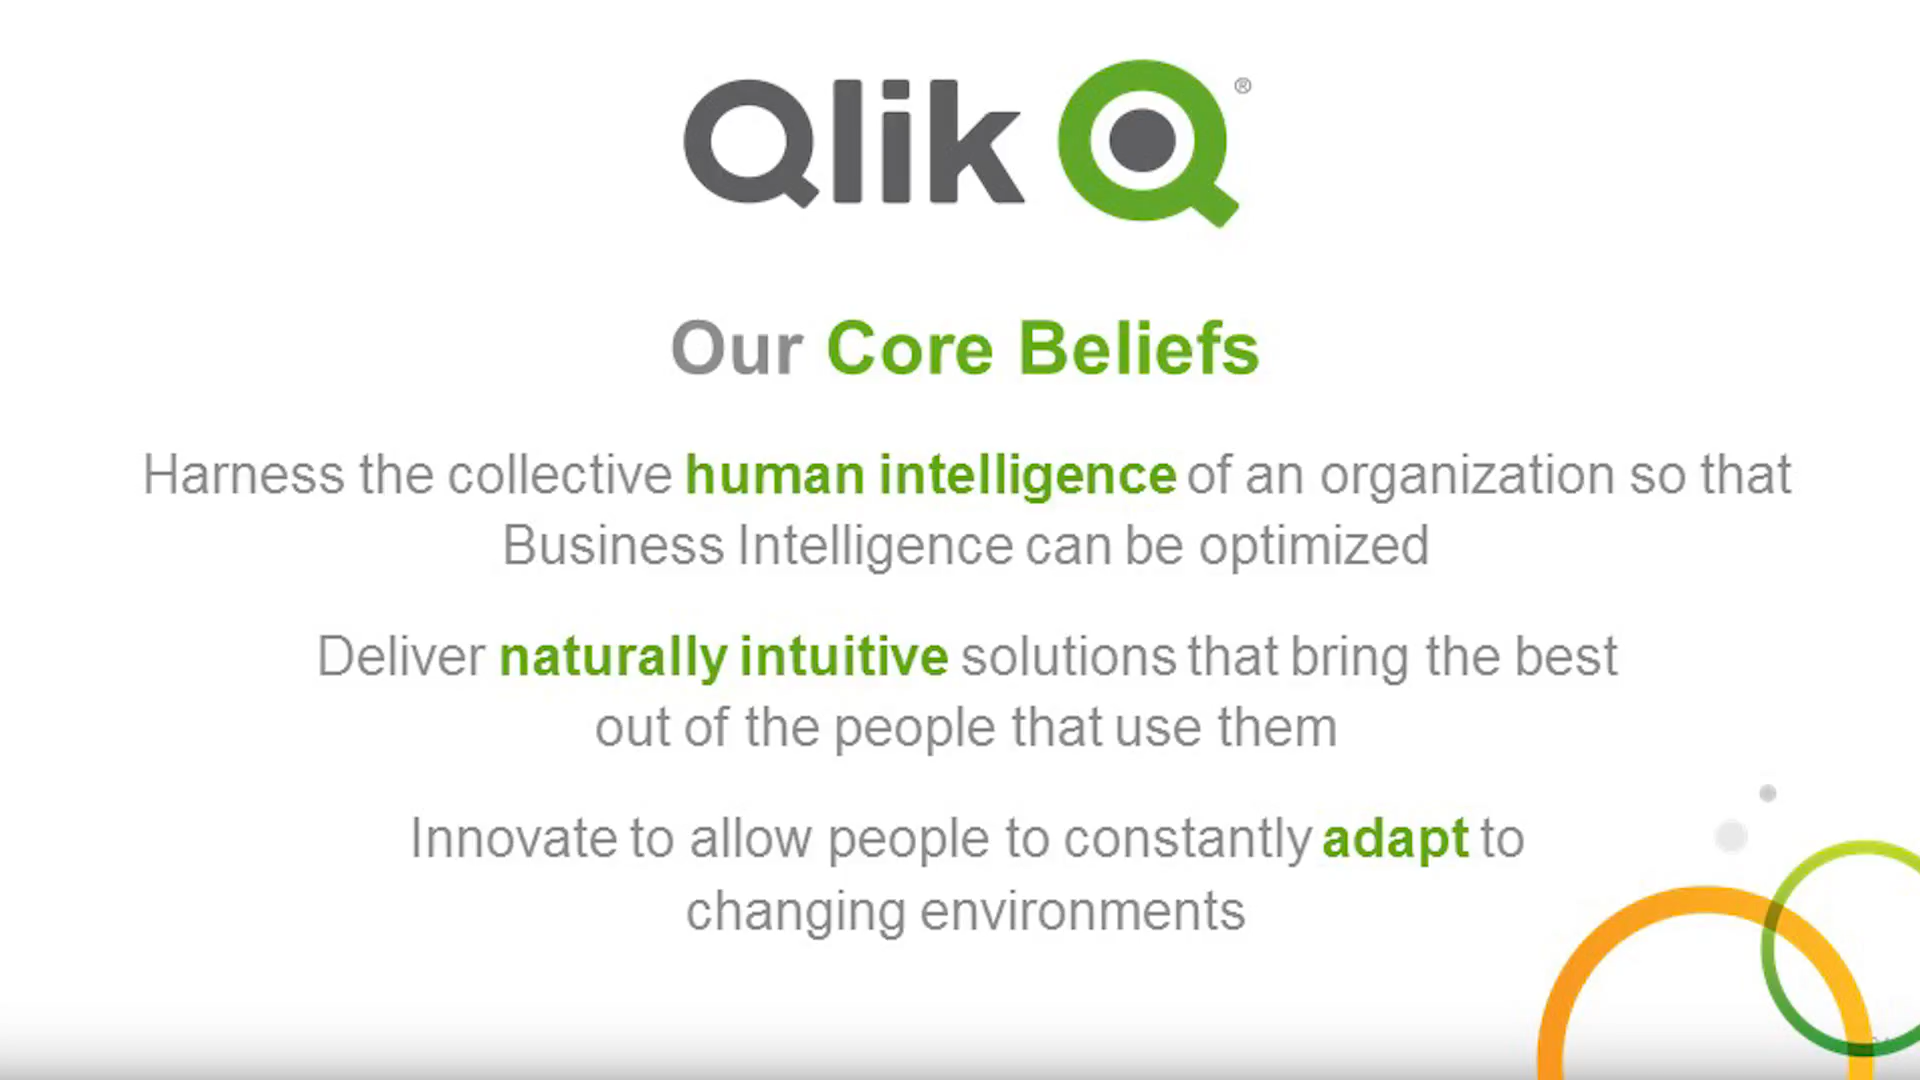 Qlik Q®
Our Core Beliefs
Harness the collective human intelligence of an organization so that
Business Intelligence can be optimized
Deliver naturally intuitive solutions that bring the best
out of the people that use them
Innovate to allow people to constantly adapt to
changing environments